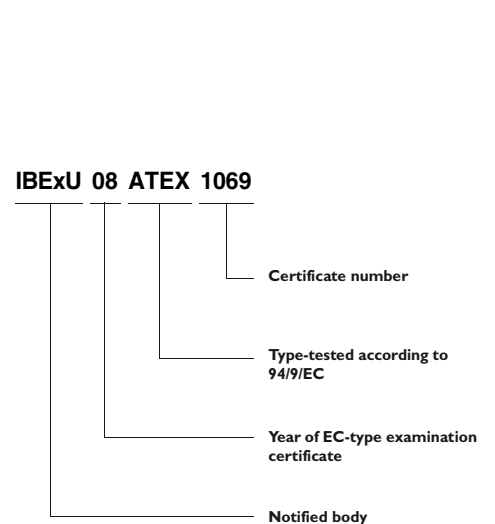 IBExU 08 ATEX 1069
Certificate number
Type-tested according to
94/9/EC
Year of EC-type examination
certificate
Notified body